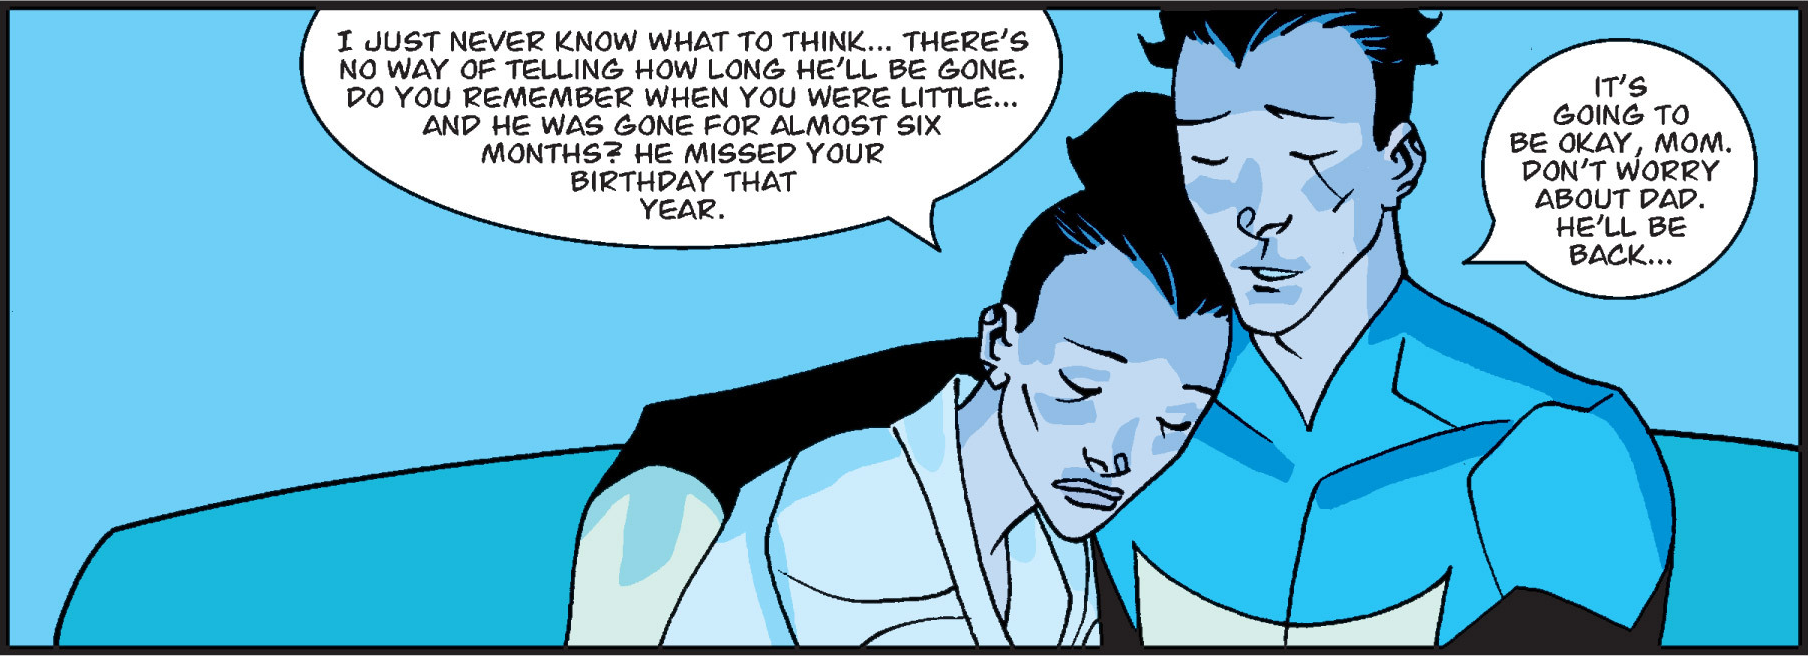 I JUST NEVER KNOW WHAT TO THINK... THERE'S
NO WAY OF TELLING HOW LONG HE'LL BE GONE.
DO YOU REMEMBER WHEN YOU WERE LITTLE...
AND HE WAS GONE FOR ALMOST SIX
MONTHS? HE MISSED YOUR
BIRTHDAY THAT
YEAR.
IT'S
GOING TO
BE OKAY, MOM.
DON'T WORRY
ABOUT DAD.
HE'LL BE
BACK...